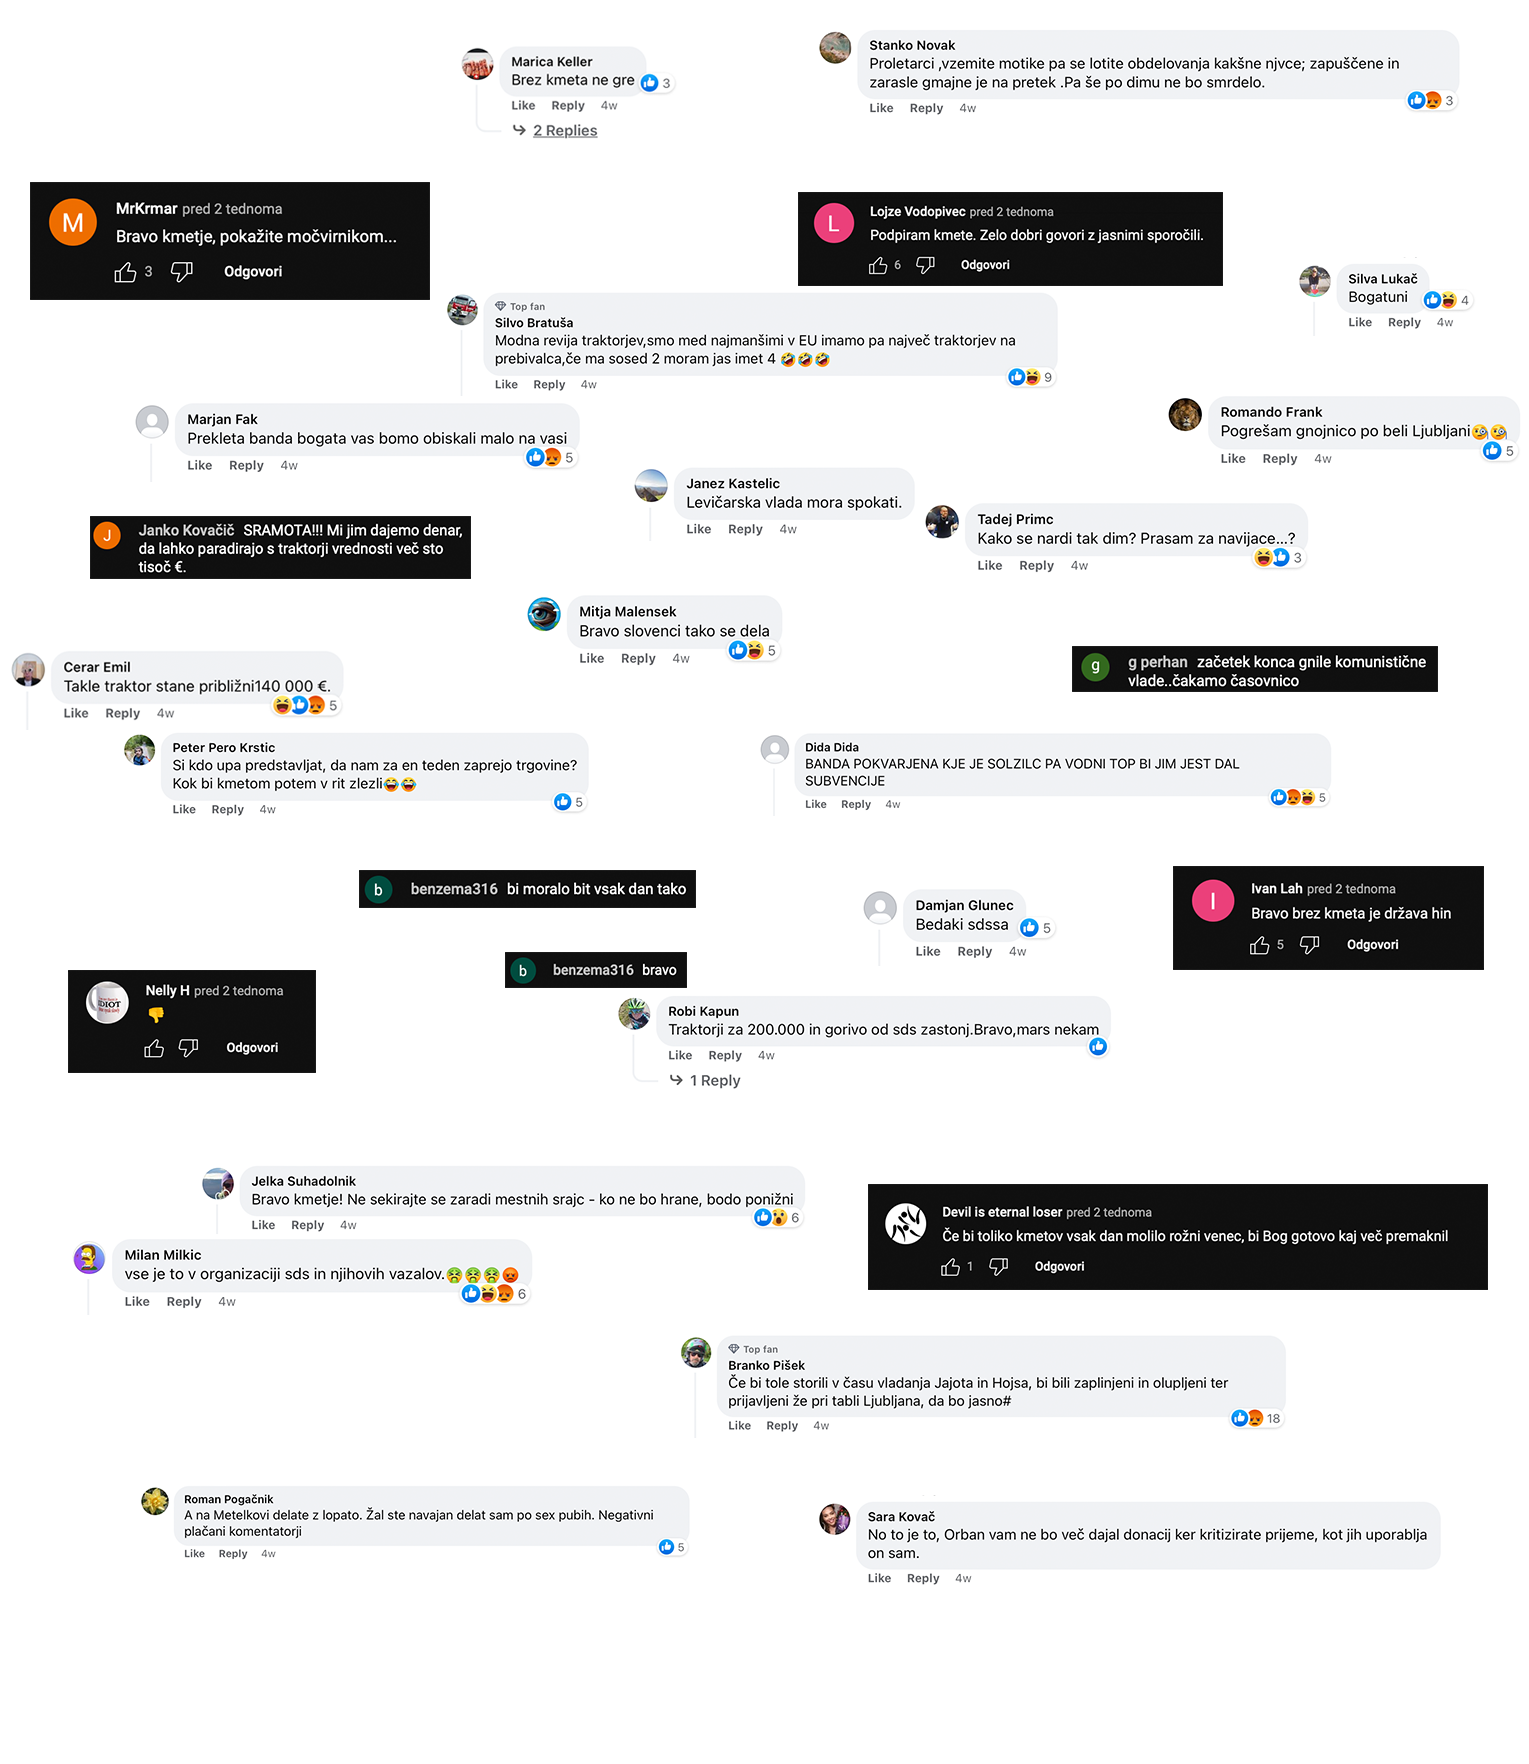 Marica Keller
Brez kmeta ne gre
3
Like Reply 4w
2 Replies
Stanko Novak
Proletarci ,vzemite motike pa se lotite obdelovanja kakšne njvce; zapuščene in
zarasle gmajne je na pretek .Pa še po dimu ne bo smrdelo.
3
Like Reply 4w
M
MrKrmar pred 2 tednoma
Bravo kmetje, pokažite močvirnikom...
3 Odgovori
L
Lojze Vodopivec pred 2 tednoma
Podpiram kmete. Zelo dobri govori z jasnimi sporočili.
6 Odgovori
Silva Lukač
Bogatuni
4
Like Reply 4w
Top fan
Silvo Bratuša
Modna revija traktorjev,smo med najmanšimi v EU imamo pa največ traktorjev na
prebivalca,če ma sosed 2 moram jas imet 4 🤣🤣🤣
9
Like Reply 4w
Marjan Fak
Prekleta banda bogata vas bomo obiskali malo na vasi
5
Like Reply 4w
Romando Frank
Pogrešam gnojnico po beli Ljubljani🧐🧐
5
Like Reply 4w
Janez Kastelic
Levičarska vlada mora spokati.
Like Reply 4w
Tadej Primc
Kako se nardi tak dim? Prasam za navijace...?
3
Like Reply 4w
J
Janko Kovačič SRAMOTA!!! Mi jim dajemo denar,
da lahko paradirajo s traktorji vrednosti več sto
tisoč €.
Mitja Malensek
Bravo slovenci tako se dela
5
Like Reply 4w
Cerar Emil
Takle traktor stane približni140 000 €.
5
Like Reply 4w
g
g perhan začetek konca gnile komunistične
vlade..čakamo časovnico
Peter Pero Krstic
Si kdo upa predstavljat, da nam za en teden zaprejo trgovine?
Kok bi kmetom potem v rit zlezli😂😂
5
Like Reply 4w
Dida Dida
BANDA POKVARJENA KJE JE SOLZILC PA VODNI TOP BI JIM JEST DAL
SUBVENCIJE
5
Like Reply 4w
b
benzema316 bi moralo bit vsak dan tako
Damjan Glunec
Bedaki sdssa
5
Like Reply 4w
I
Ivan Lah pred 2 tednoma
Bravo brez kmeta je država hin
5 Odgovori
b
benzema316 bravo
IDIOT
Nelly H pred 2 tednoma
👎
Odgovori
Robi Kapun
Traktorji za 200.000 in gorivo od sds zastonj.Bravo,mars nekam
Like Reply 4w
1 Reply
Jelka Suhadolnik
Bravo kmetje! Ne sekirajte se zaradi mestnih srajc - ko ne bo hrane, bodo ponižni
6
Like Reply 4w
Devil is eternal loser pred 2 tednoma
Če bi toliko kmetov vsak dan molilo rožni venec, bi Bog gotovo kaj več premaknil
1 Odgovori
Milan Milkic
vse je to v organizaciji sds in njihovih vazalov.🤮🤮🤮😡
6
Like Reply 4w
Top fan
Branko Pišek
Če bi tole storili v času vladanja Jajota in Hojsa, bi bili zaplinjeni in olupljeni ter
prijavljeni že pri tabli Ljubljana, da bo jasno#
18
Like Reply 4w
Roman Pogačnik
A na Metelkovi delate z lopato. Žal ste navajan delat sam po sex pubih. Negativni
plačani komentatorji
5
Like Reply 4w
Sara Kovač
No to je to, Orban vam ne bo več dajal donacij ker kritizirate prijeme, kot jih uporablja
on sam.
Like Reply 4w